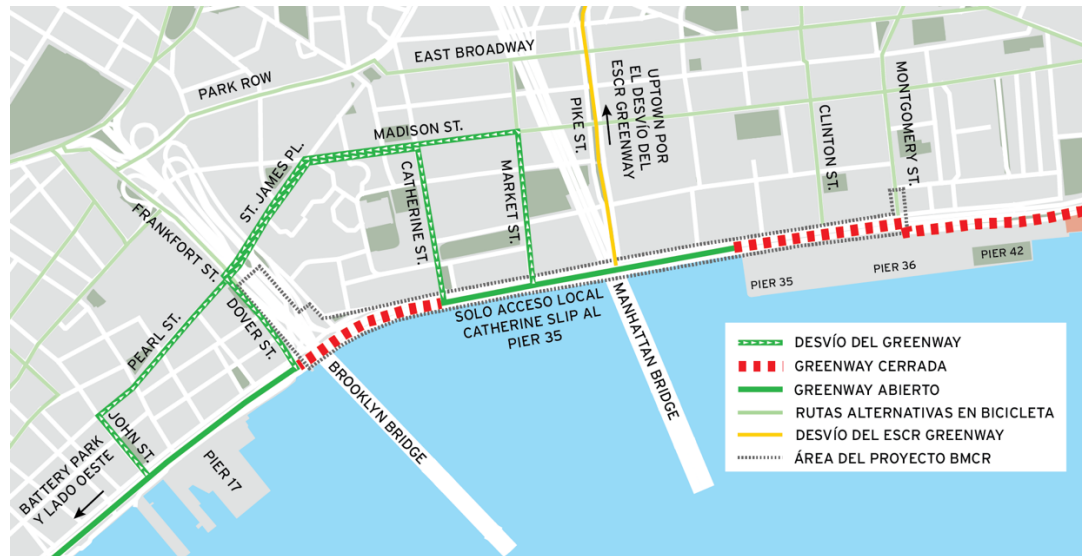 EAST BROADWAY
PARK ROW
MADISON ST.
ST. JAMES PL.
CATHERINE ST.
MARKET ST.
PIKE ST.
UPTOWN POR
EL DESVÍO DEL
ESCR GREENWAY
CLINTON ST.
MONTGOMERY ST.
FRANKFORT ST.
DOVER ST.
PEARL ST.
JOHN ST.
BATTERY PARK
Y LADO OESTE
PIER 17
BROOKLYN BRIDGE
SOLO ACCESO LOCAL
CATHERINE SLIP AL
PIER 35
MANHATTAN BRIDGE
PIER 35
PIER 36
PIER 42
DESVÍO DEL GREENWAY
GREENWAY CERRADA
GREENWAY ABIERTO
RUTAS ALTERNATIVAS EN BICICLETA
DESVÍO DEL ESCR GREENWAY
ÁREA DEL PROYECTO BMCR